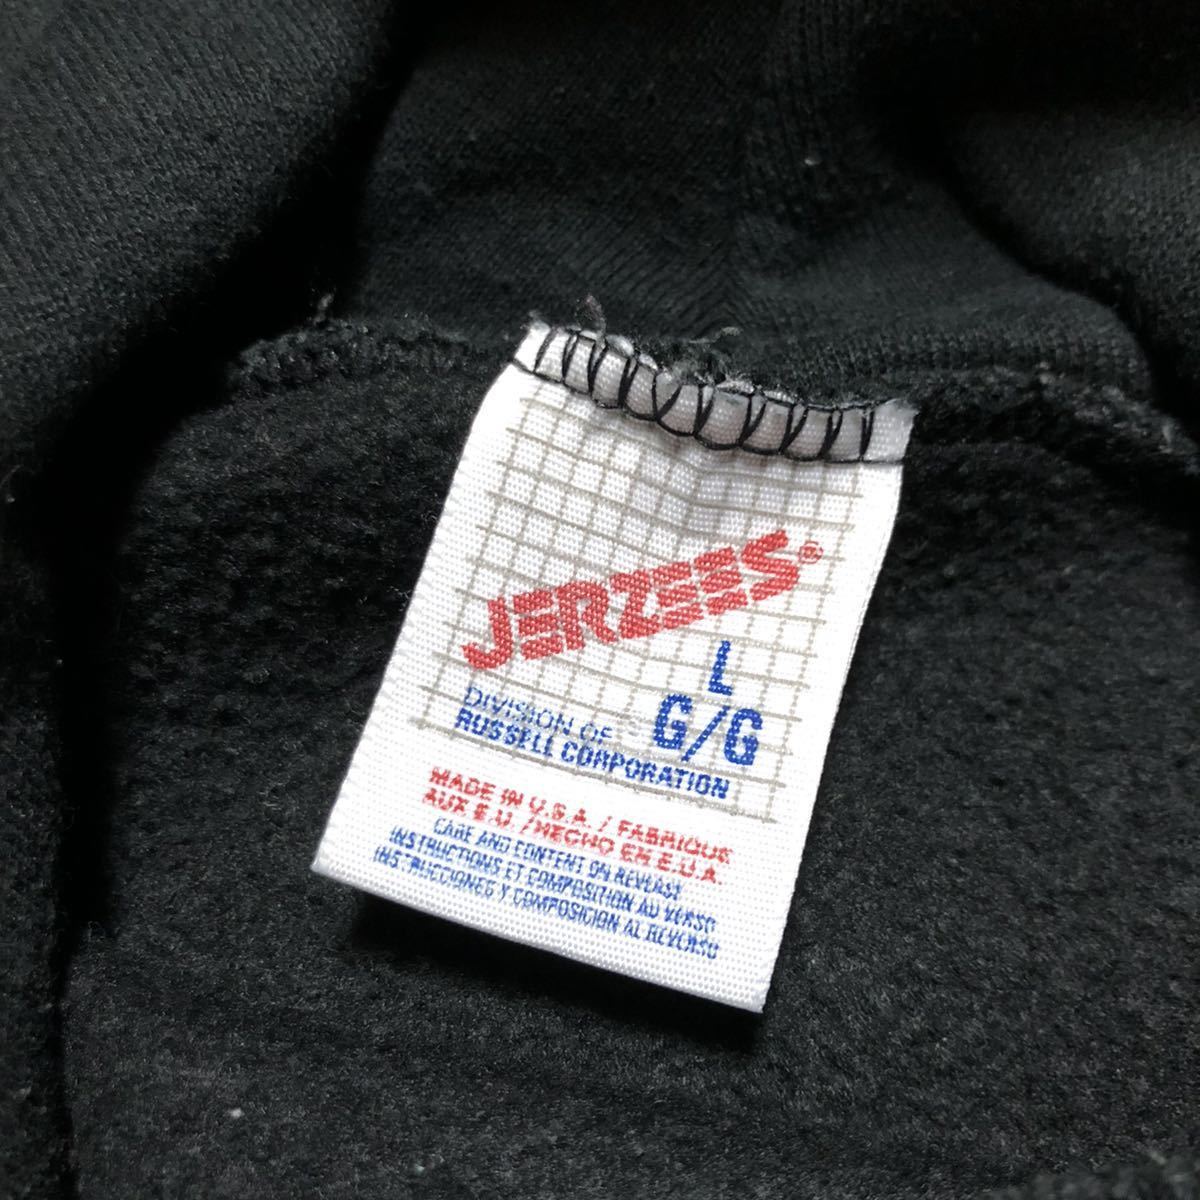 JERZEES®
L
G/G
DIVISION OF
RUSSELL CORPORATION
MADE IN U.S.A. / FABRIQUE
AUX E.U. / HECHO EN E.U.A.
CARE AND CONTENT ON REVERSE
INSTRUCTIONS ET COMPOSITION AU VERSO
INSTRUCCIONES Y COMPOSICION AL REVERSO